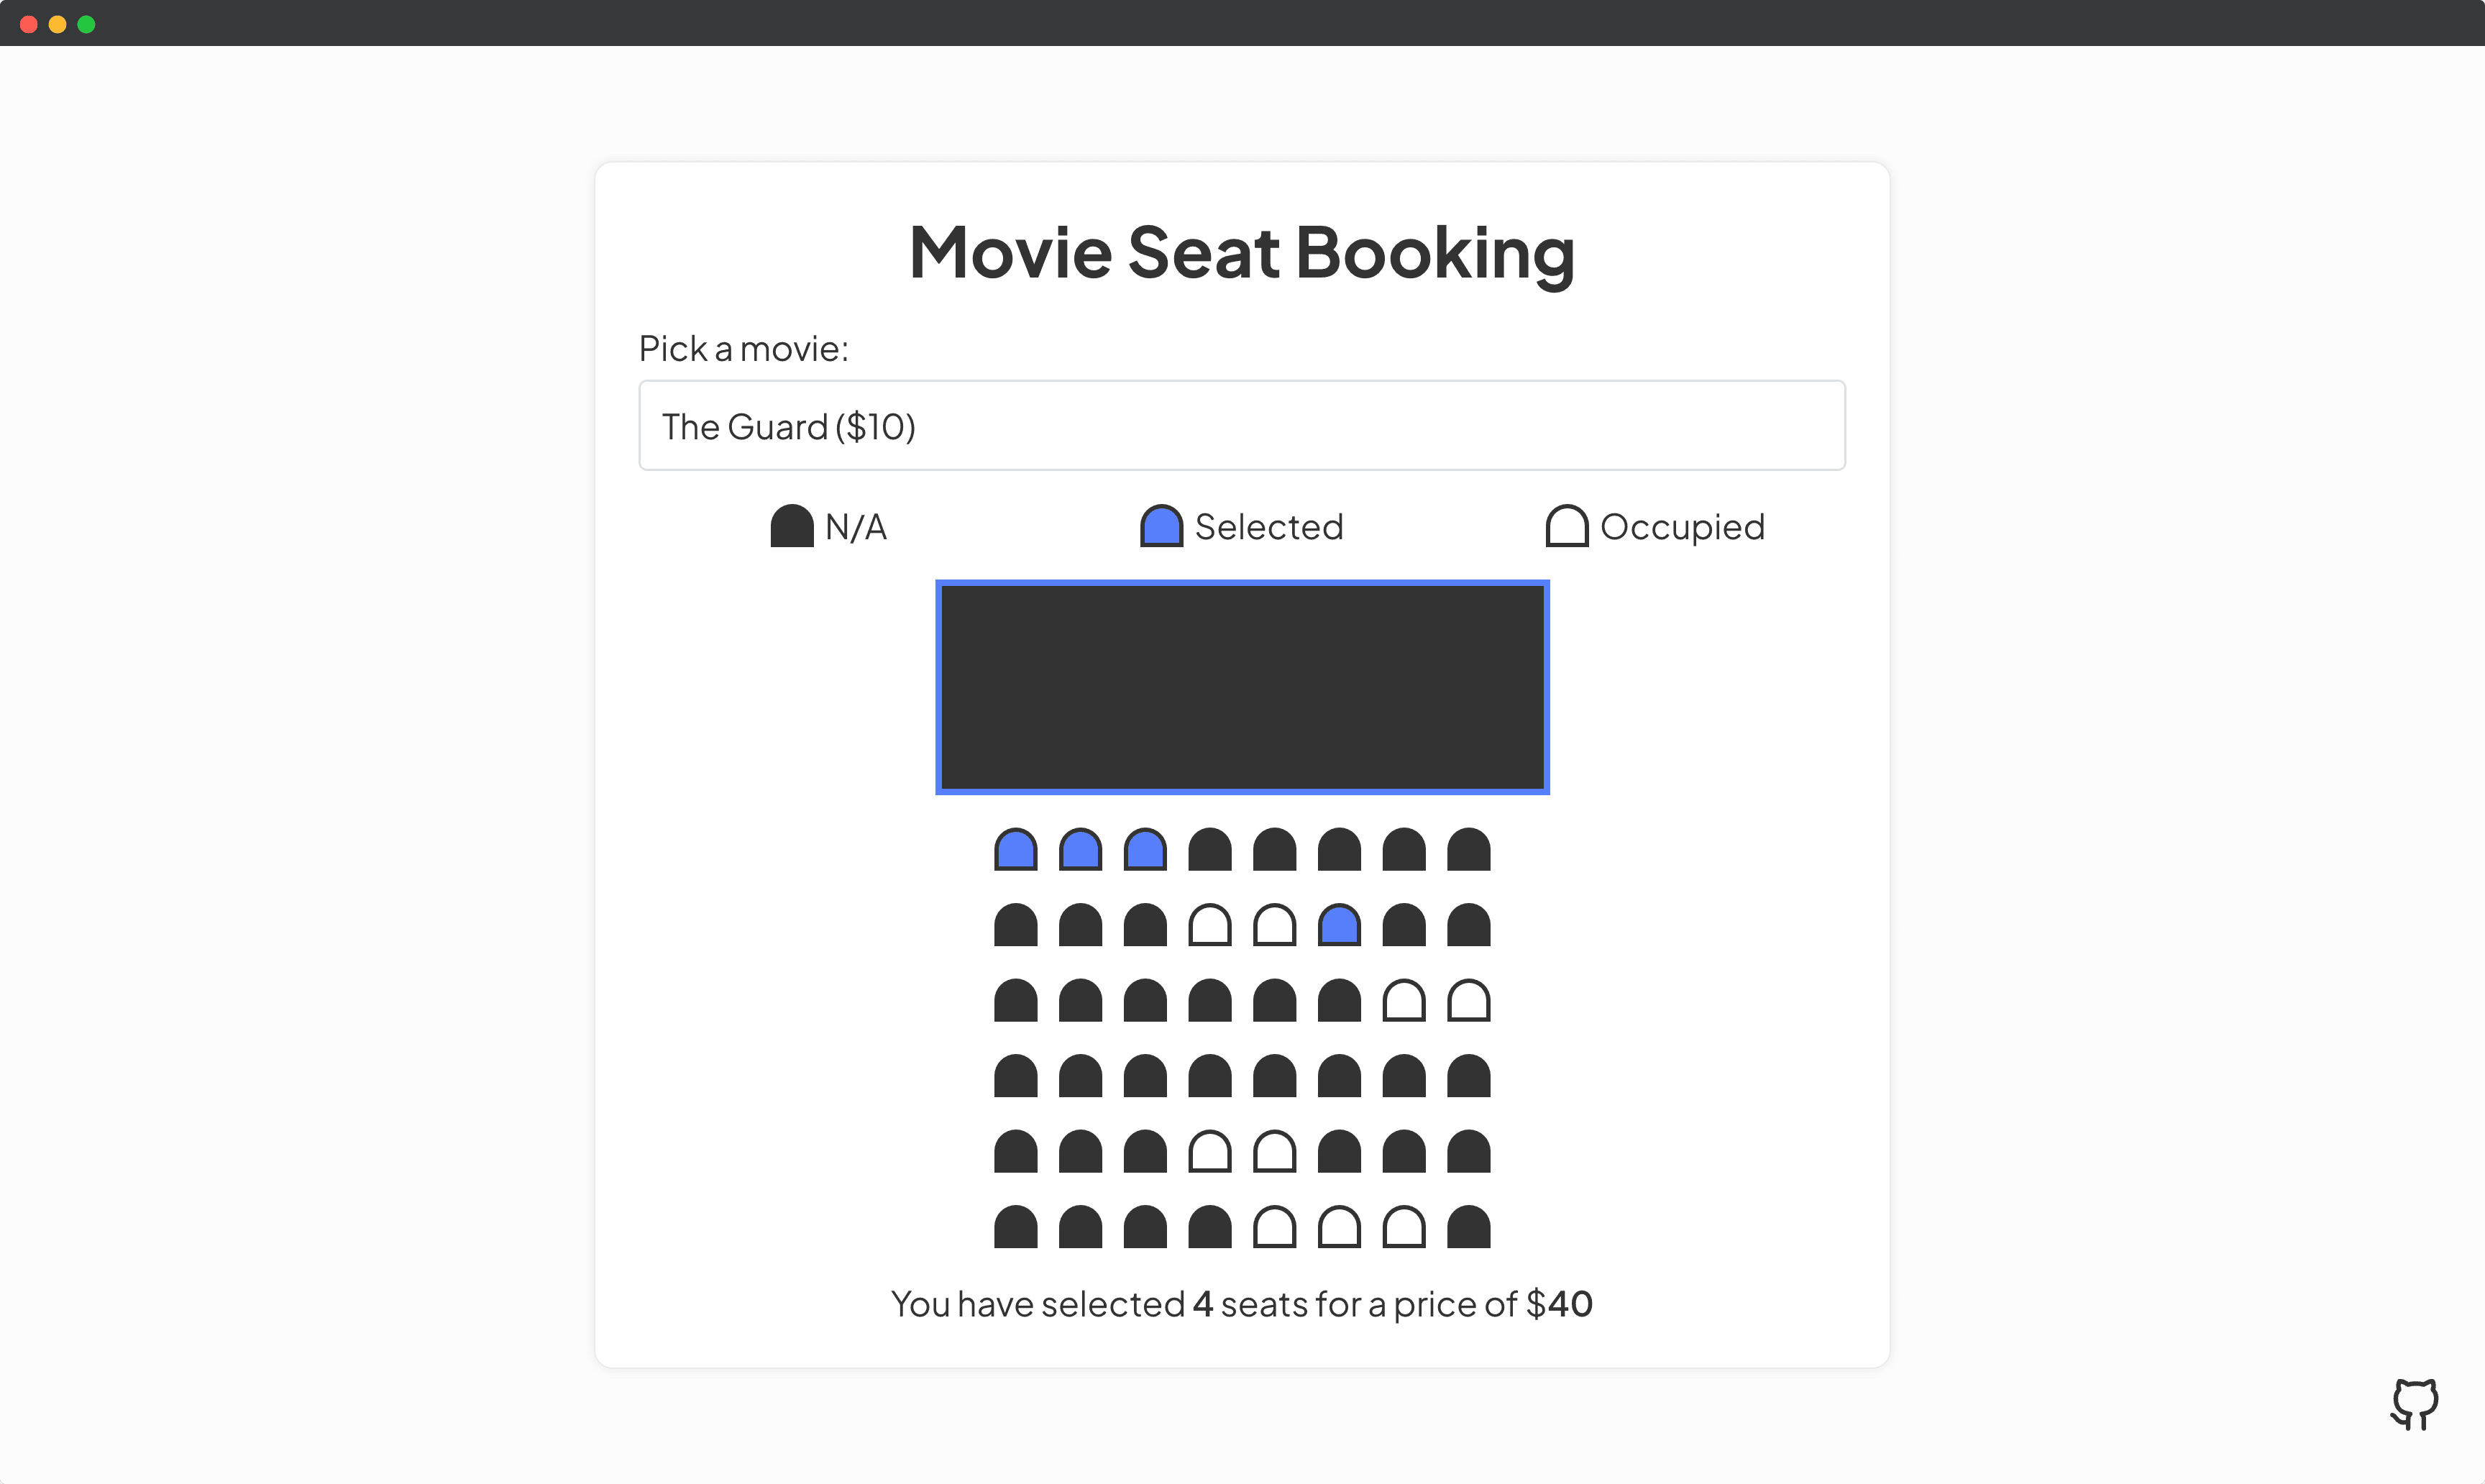 Movie Seat Booking
Pick a movie:
The Guard ($10)
N/A
Selected
Occupied
You have selected 4 seats for a price of $40